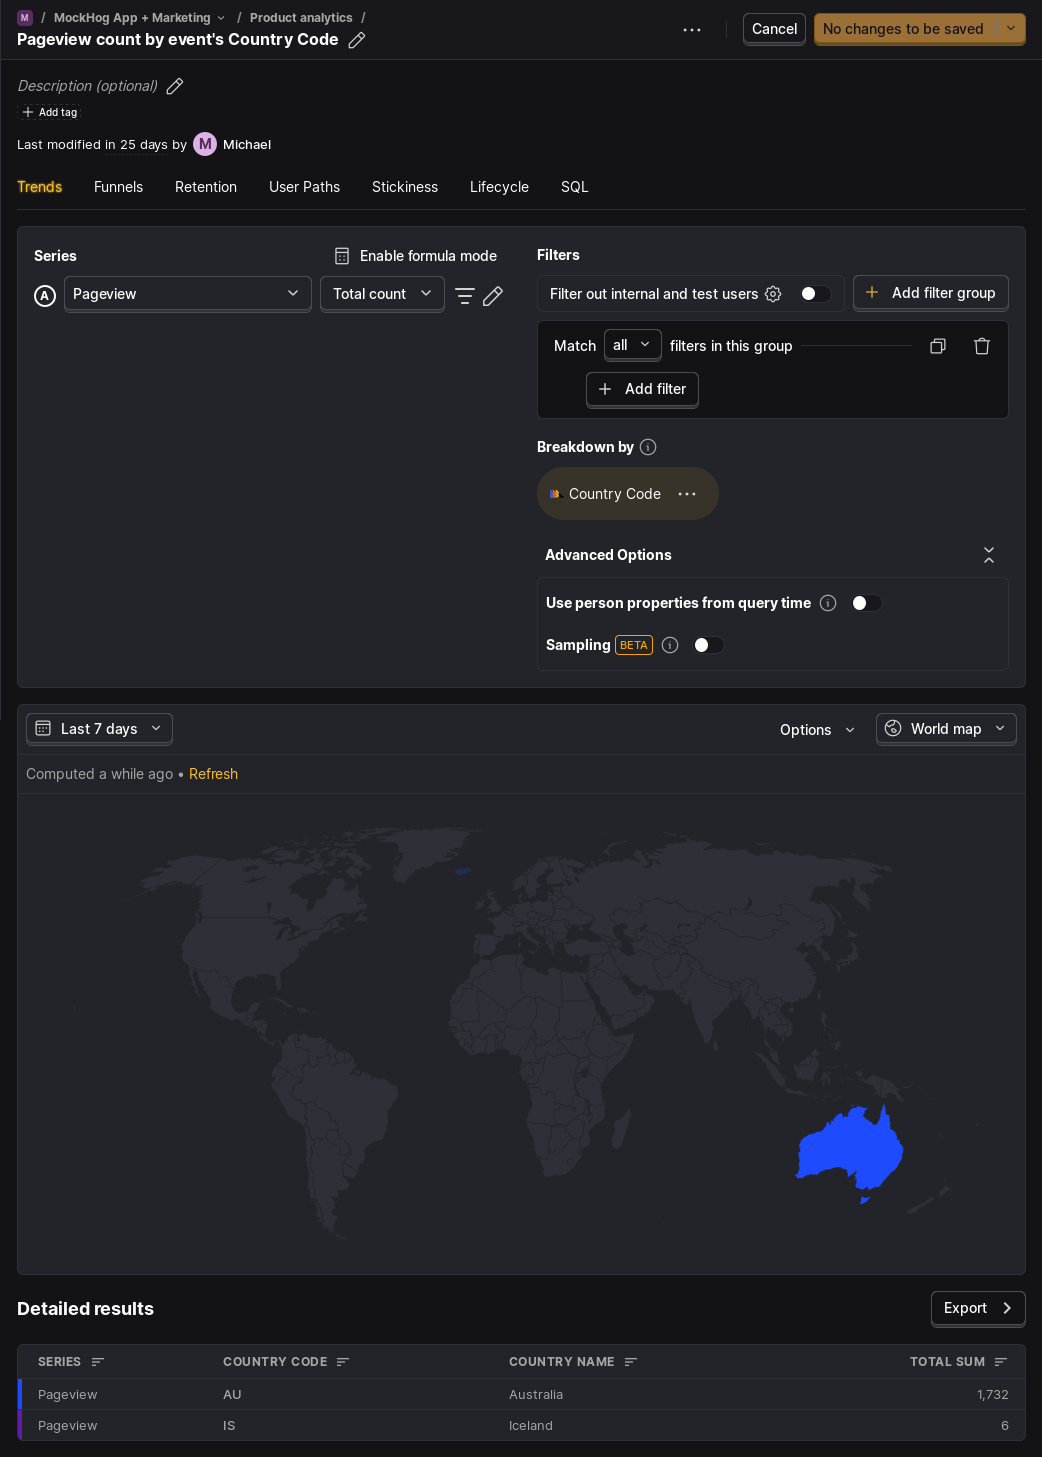 M / MockHog App + Marketing / Product analytics /
Pageview count by event's Country Code
Cancel
No changes to be saved
Description (optional)
Add tag
Last modified in 25 days by M Michael
Trends Funnels Retention User Paths Stickiness Lifecycle SQL
Series
Enable formula mode
A Pageview Total count
Filters
Filter out internal and test users
Add filter group
Match all filters in this group
Add filter
Breakdown by
Country Code
Advanced Options
Use person properties from query time
Sampling BETA
Last 7 days
Options
World map
Computed a while ago • Refresh
Detailed results
Export
SERIES COUNTRY CODE COUNTRY NAME TOTAL SUM
Pageview AU Australia 1,732
Pageview IS Iceland 6